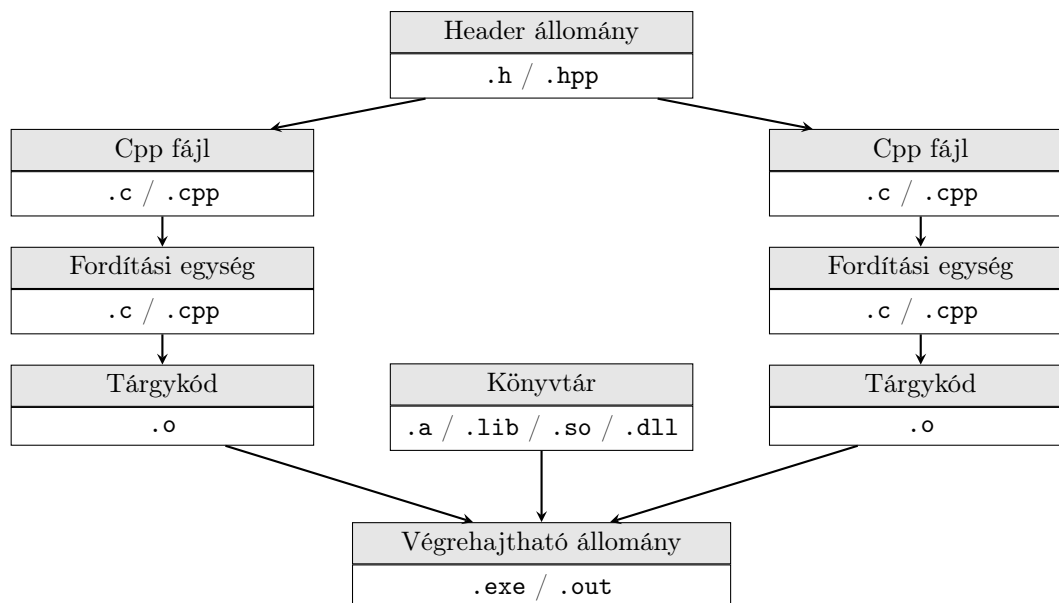 Header állomány
.h / .hpp
Cpp fájl
Cpp fájl
.c / .cpp
.c / .cpp
Fordítási egység
Fordítási egység
.c / .cpp
.c / .cpp
Tárgykód
Könyvtár
Tárgykód
.o
.a / .lib / .so / .dll
.o
Végrehajtható állomány
.exe / .out